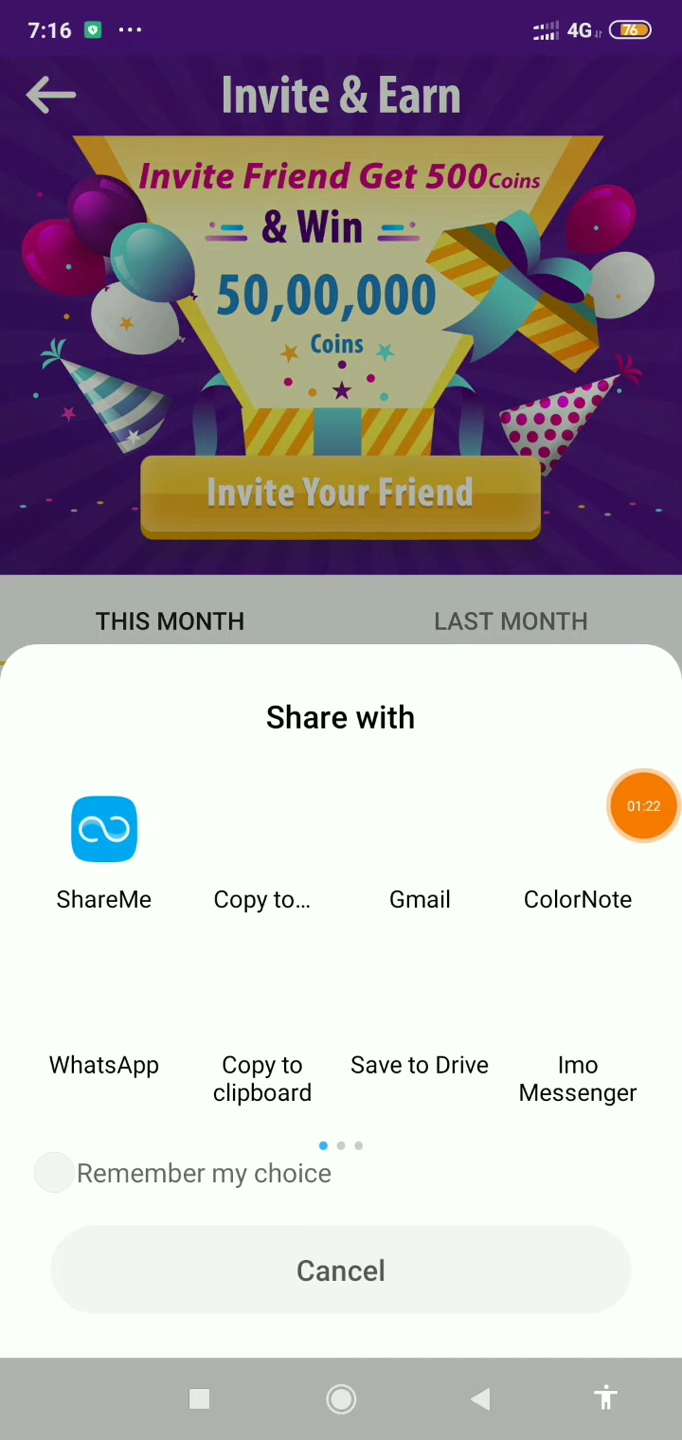 7:16
4G
76
Invite & Earn
Invite Friend Get 500 Coins
& Win
50,00,000
Coins
Invite Your Friend
THIS MONTH
LAST MONTH
Share with
01:22
ShareMe
Copy to...
Gmail
ColorNote
WhatsApp
Copy to
clipboard
Save to Drive
Imo
Messenger
Remember my choice
Cancel